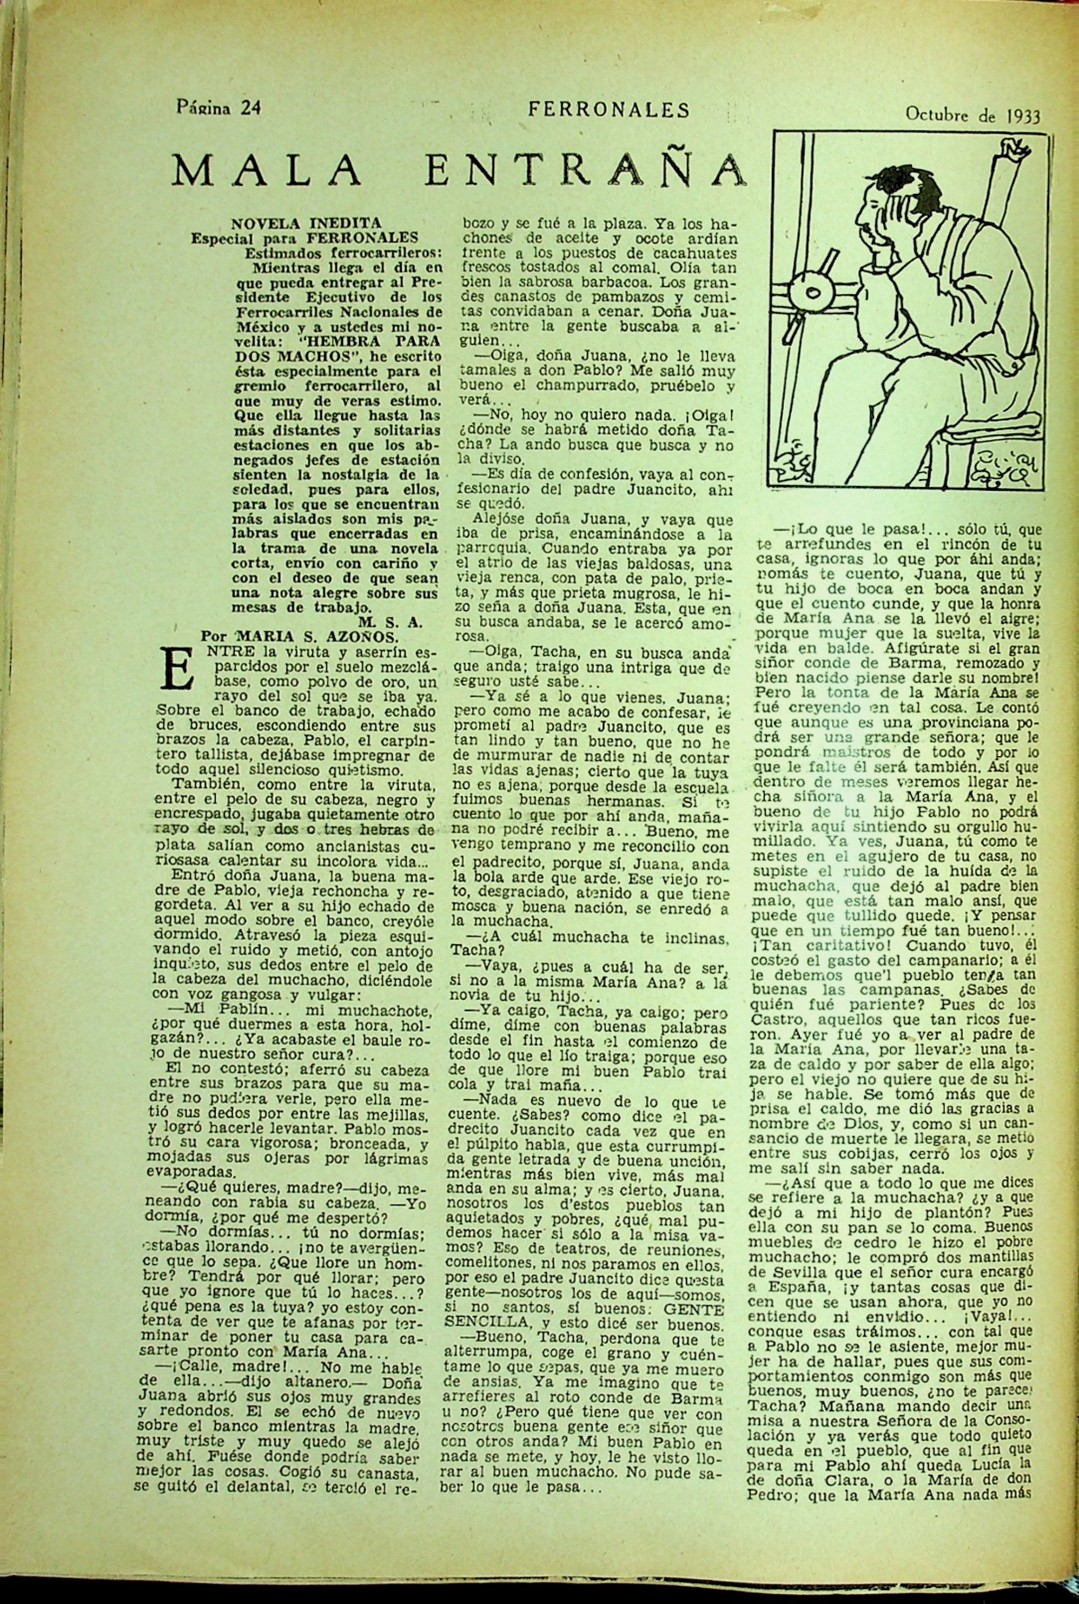 Página 24
FERRONALES
Octubre de 1933
MALA ENTRAÑA
NOVELA INEDITA
Especial para FERRONALES
Estimados ferrocarrileros:
Mientras llega el día en
que pueda entregar al Pre-
sidente Ejecutivo de los
Ferrocarriles Nacionales de
México y a ustedes mi no-
velita: "HEMBRA PARA
DOS MACHOS", he escrito
ésta especialmente para el
gremio ferrocarrilero, al
que muy de veras estimo.
Que ella llegue hasta las
más distantes y solitarias
estaciones en que los ab-
negados jefes de estación
sienten la nostalgia de la
soledad, pues para ellos,
para los que se encuentran
más aislados son mis pa-
labras que encerradas en
la trama de una novela
corta, envío con cariño y
con el deseo de que sean
una nota alegre sobre sus
mesas de trabajo.
M. S. A.
Por MARIA S. AZOÑOS.
ENTRE la viruta y aserrín es-
parcidos por el suelo mezclá-
base, como polvo de oro, un
rayo del sol que se iba ya.
Sobre el banco de trabajo, echado
de bruces, escondiendo entre sus
brazos la cabeza, Pablo, el carpin-
tero tallista, dejábase impregnar de
todo aquel silencioso quietismo.
También, como entre la viruta,
entre el pelo de su cabeza, negro y
encrespado, jugaba quietamente otro
rayo de sol, y dos o tres hebras de
plata salían como ancianistas cu-
riosasa calentar su incolora vida...
Entró doña Juana, la buena ma-
dre de Pablo, vieja rechoncha y re-
gordeta. Al ver a su hijo echado de
aquel modo sobre el banco, creyóle
dormido. Atravesó la pieza esqui-
vando el ruido y metió, con antojo
inquieto, sus dedos entre el pelo de
la cabeza del muchacho, diciéndole
con voz gangosa y vulgar:
—Mi Pablín... mi muchachote,
¿por qué duermes a esta hora, hol-
gazán?... ¿Ya acabaste el baule ro-
jo de nuestro señor cura?...
El no contestó; aferró su cabeza
entre sus brazos para que su ma-
dre no pudiera verle, pero ella me-
tió sus dedos por entre las mejillas,
y logró hacerle levantar. Pablo mos-
tró su cara vigorosa; bronceada, y
mojadas sus ojeras por lágrimas
evaporadas.
—¿Qué quieres, madre?—dijo, me-
neando con rabia su cabeza. —Yo
dormía, ¿por qué me despertó?
—No dormías... tú no dormías;
estabas llorando... ¡no te avergüen-
ce que lo sepa. ¿Que llore un hom-
bre? Tendrá por qué llorar; pero
que yo ignore que tú lo haces...?
¿qué pena es la tuya? yo estoy con-
tenta de ver que te afanas por ter-
minar de poner tu casa para ca-
sarte pronto con María Ana...
—¡Calle, madre!... No me hable
de ella...—dijo altanero.— Doña
Juana abrió sus ojos muy grandes
y redondos. El se echó de nuevo
sobre el banco mientras la madre,
muy triste y muy quedo se alejó
de ahí. Fuése donde podría saber
mejor las cosas. Cogió su canasta,
se quitó el delantal, se terció el re-
bozo y se fué a la plaza. Ya los ha-
chones de aceite y ocote ardían
frente a los puestos de cacahuates
frescos tostados al comal. Olía tan
bien la sabrosa barbacoa. Los gran-
des canastos de pambazos y cemi-
tas convidaban a cenar. Doña Jua-
na entre la gente buscaba a al-
guien...
—Oiga, doña Juana, ¿no le lleva
tamales a don Pablo? Me salió muy
bueno el champurrado, pruébelo y
verá...
—No, hoy no quiero nada. ¡Oiga!
¿dónde se habrá metido doña Ta-
cha? La ando busca que busca y no
la diviso.
—Es día de confesión, vaya al con-
fesionario del padre Juancito, ahi
se quedó.
Alejóse doña Juana, y vaya que
iba de prisa, encaminándose a la
parroquia. Cuando entraba ya por
el atrio de las viejas baldosas, una
vieja renca, con pata de palo, prie-
ta, y más que prieta mugrosa, le hi-
zo seña a doña Juana. Esta, que en
su busca andaba, se le acercó amo-
rosa.
—Oiga, Tacha, en su busca anda
que anda; traigo una intriga que de
seguro usté sabe...
—Ya sé a lo que vienes, Juana;
pero como me acabo de confesar, le
prometí al padre Juancito, que es
tan lindo y tan bueno, que no he
de murmurar de nadie ni de contar
las vidas ajenas; cierto que la tuya
no es ajena, porque desde la escuela
fuimos buenas hermanas. Si te
cuento lo que por ahí anda, maña-
na no podré recibir a... Bueno, me
vengo temprano y me reconcilio con
el padrecito, porque sí, Juana, anda
la bola arde que arde. Ese viejo ro-
to, desgraciado, atenido a que tiene
mosca y buena nación, se enredó a
la muchacha.
—¿A cuál muchacha te inclinas,
Tacha?
—Vaya, ¿pues a cuál ha de ser,
si no a la misma María Ana? a la
novia de tu hijo...
—Ya caigo, Tacha, ya caigo; pero
díme, díme con buenas palabras
desde el fin hasta el comienzo de
todo lo que el lío traiga; porque eso
de que llore mi buen Pablo trai
cola y trai maña...
—Nada es nuevo de lo que te
cuente. ¿Sabes? como dice el pa-
drecito Juancito cada vez que en
el púlpito habla, que esta currumpi-
da gente letrada y de buena unción,
mientras más bien vive, más mal
anda en su alma; y es cierto, Juana,
nosotros los d'estos pueblos tan
aquietados y pobres, ¿qué mal pu-
demos hacer si sólo a la misa va-
mos? Eso de teatros, de reuniones,
comelitones, ni nos paramos en ellos,
por eso el padre Juancito dice questa
gente—nosotros los de aquí—somos,
si no santos, sí buenos: GENTE
SENCILLA, y esto dicé ser buenos.
—Bueno, Tacha, perdona que te
alterrumpa, coge el grano y cuén-
tame lo que sepas, que ya me muero
de ansias. Ya me imagino que te
arrefieres al roto conde de Barma
u no? ¿Pero qué tiene que ver con
nosotros buena gente ese siñor que
con otros anda? Mi buen Pablo en
nada se mete, y hoy, le he visto llo-
rar al buen muchacho. No pude sa-
ber lo que le pasa...
—¡Lo que le pasa!... sólo tú, que
te arrefundes en el rincón de tu
casa, ignoras lo que por áhi anda;
nomás te cuento, Juana, que tú y
tu hijo de boca en boca andan y
que el cuento cunde, y que la honra
de María Ana se la llevó el aigre;
porque mujer que la suelta, vive la
vida en balde. Afigúrate si el gran
siñor conde de Barma, remozado y
bien nacido piense darle su nombre!
Pero la tonta de la María Ana se
fué creyendo en tal cosa. Le contó
que aunque es una provinciana po-
drá ser una grande señora; que le
pondrá maistros de todo y por lo
que le falte él será también. Así que
dentro de meses veremos llegar he-
cha siñora a la María Ana, y el
bueno de tu hijo Pablo no podrá
vivirla aquí sintiendo su orgullo hu-
millado. Ya ves, Juana, tú como te
metes en el agujero de tu casa, no
supiste el ruido de la huída de la
muchacha, que dejó al padre bien
malo, que está tan malo ansí, que
puede que tullido quede. ¡Y pensar
que en un tiempo fué tan bueno!...
¡Tan caritativo! Cuando tuvo, él
costeó el gasto del campanario; a él
le debemos que'l pueblo tenga tan
buenas las campanas. ¿Sabes de
quién fué pariente? Pues de los
Castro, aquellos que tan ricos fue-
ron. Ayer fué yo a ver al padre de
la María Ana, por llevarle una ta-
za de caldo y por saber de ella algo;
pero el viejo no quiere que de su hi-
ja se hable. Se tomó más que de
prisa el caldo, me dió las gracias a
nombre de Dios, y, como si un can-
sancio de muerte le llegara, se metió
entre sus cobijas, cerró los ojos y
me salí sin saber nada.
—¿Así que a todo lo que me dices
se refiere a la muchacha? ¿y a que
dejó a mi hijo de plantón? Pues
ella con su pan se lo coma. Buenos
muebles de cedro le hizo el pobre
muchacho; le compró dos mantillas
de Sevilla que el señor cura encargó
a España, ¡y tantas cosas que di-
cen que se usan ahora, que yo no
entiendo ni envidio... ¡Vaya!...
conque esas tráimos... con tal que
a Pablo no se le asiente, mejor mu-
jer ha de hallar, pues que sus com-
portamientos conmigo son más que
buenos, muy buenos, ¿no te parece?
Tacha? Mañana mando decir una
misa a nuestra Señora de la Conso-
lación y ya verás que todo quieto
queda en el pueblo, que al fin que
para mi Pablo ahí queda Lucía la
de doña Clara, o la María de don
Pedro; que la María Ana nada más